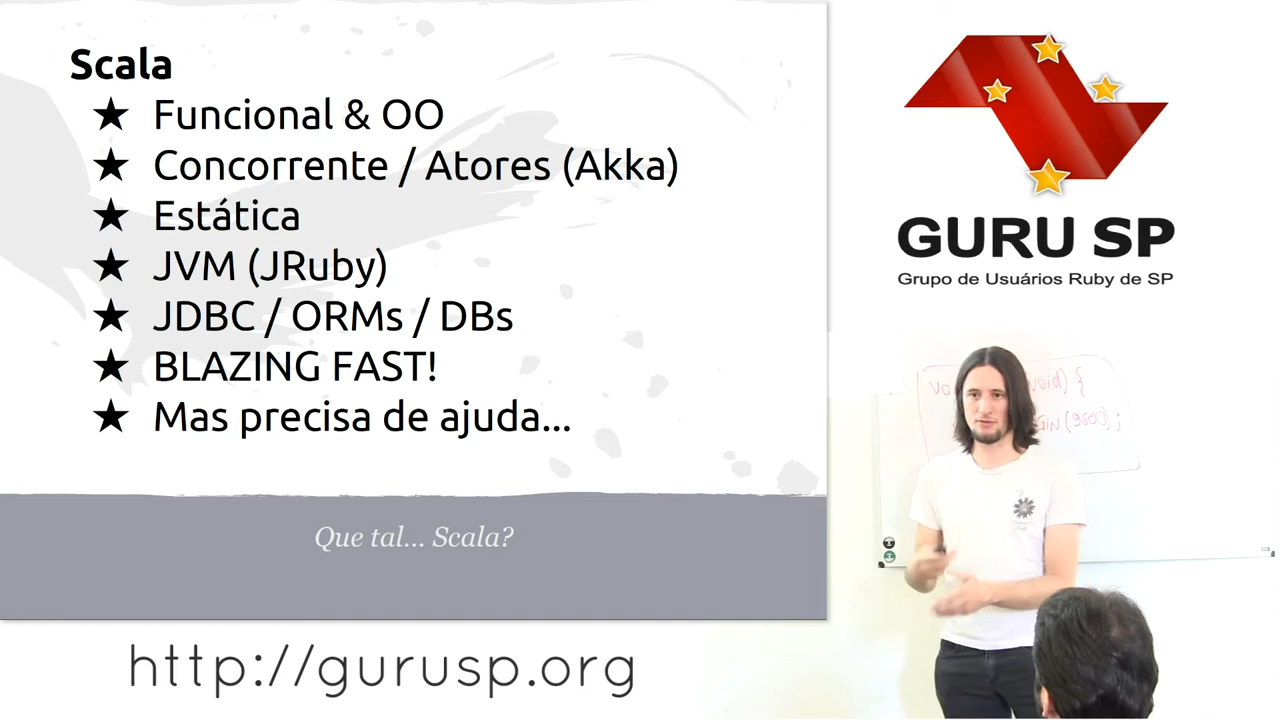 Scala
★ Funcional & OO
★ Concorrente / Atores (Akka)
★ Estática
★ JVM (JRuby)
★ JDBC / ORMs / DBs
★ BLAZING FAST!
★ Mas precisa de ajuda...
Que tal... Scala?
http://gurusp.org
GURU SP
Grupo de Usuários Ruby de SP